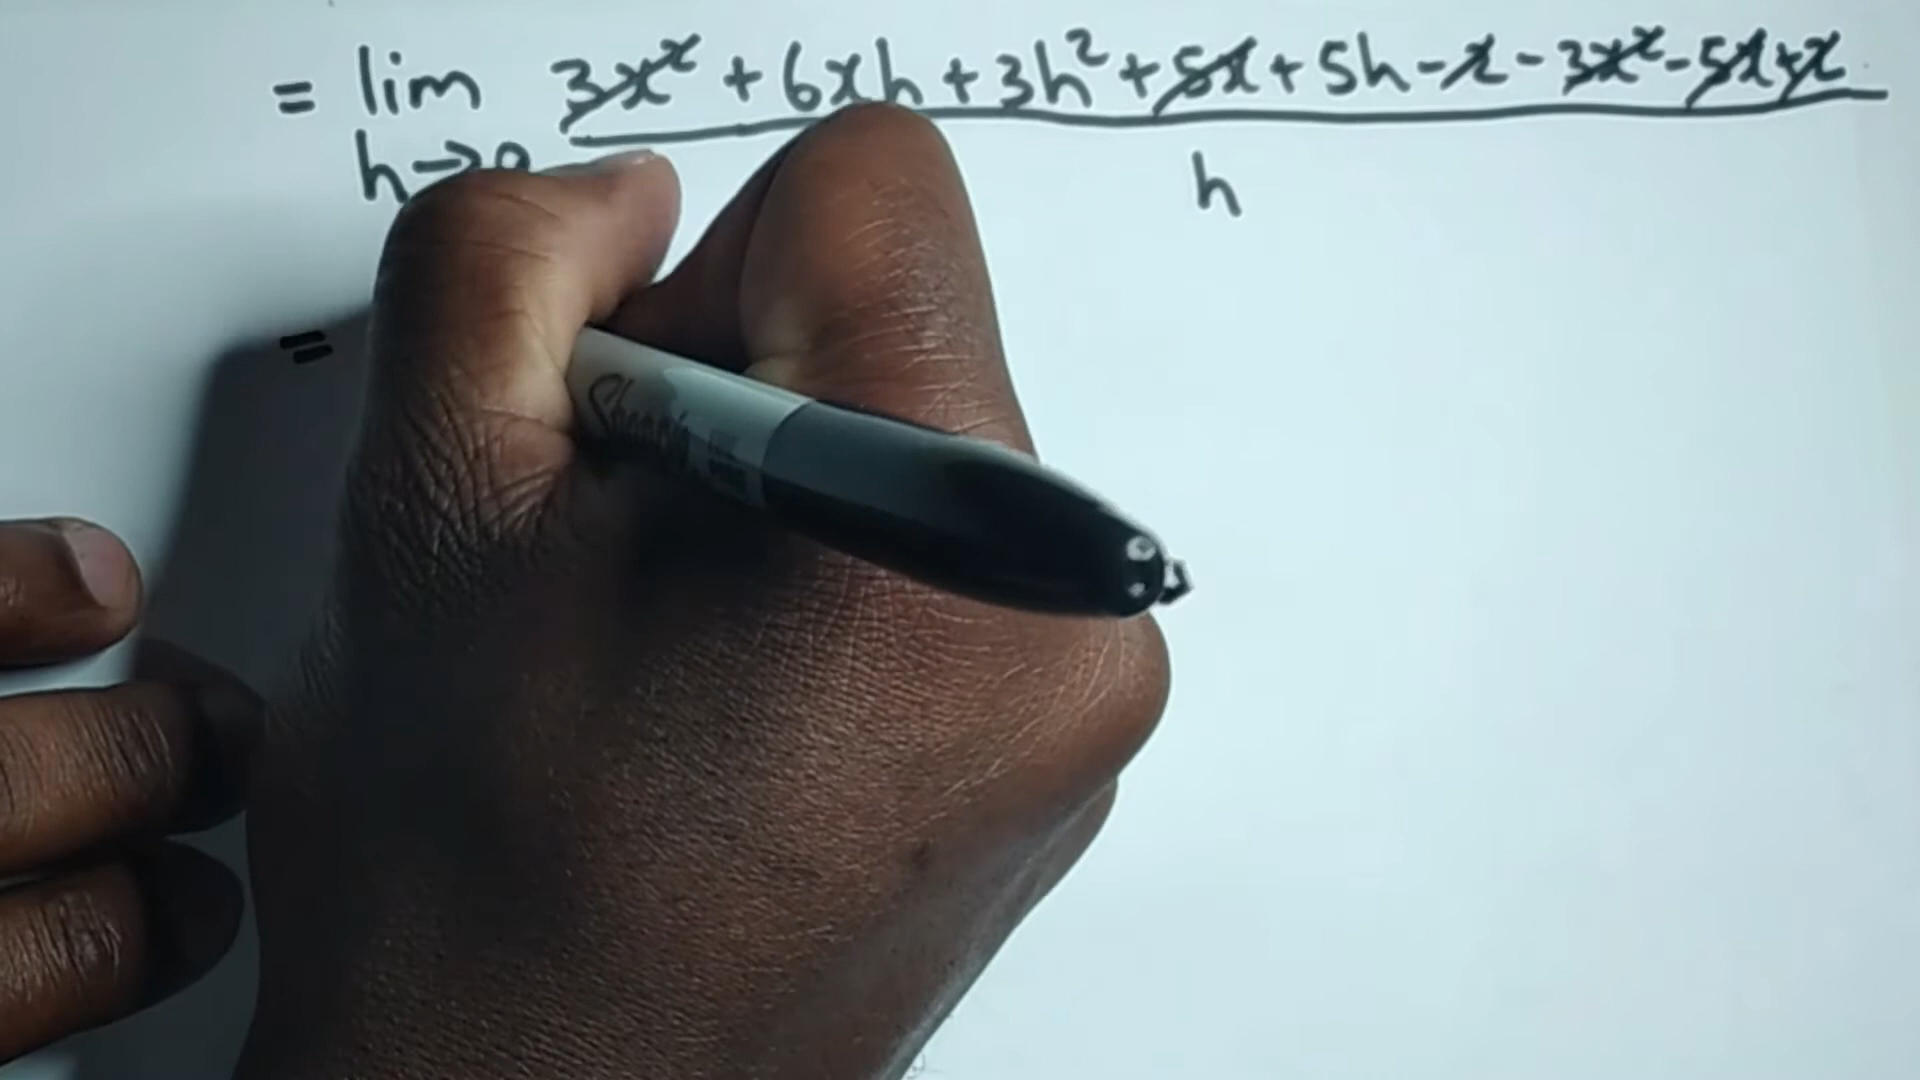 = lim 3x² + 6xh + 3h² + 5x + 5h - x - 3x² - 5x + x
h→0 h
=
Sharpie